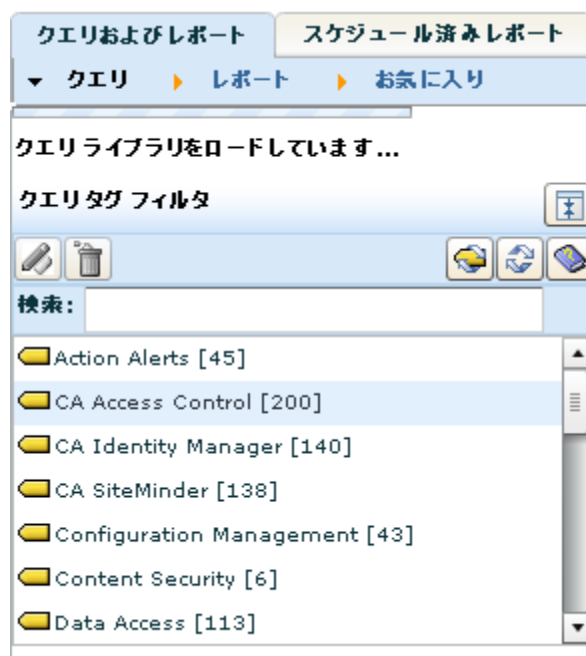 クエリおよびレポート スケジュール済みレポート
クエリ レポート お気に入り
クエリ ライブラリをロードしています...
クエリ タグ フィルタ
検索:
Action Alerts [45]
CA Access Control [200]
CA Identity Manager [140]
CA SiteMinder [138]
Configuration Management [43]
Content Security [6]
Data Access [113]